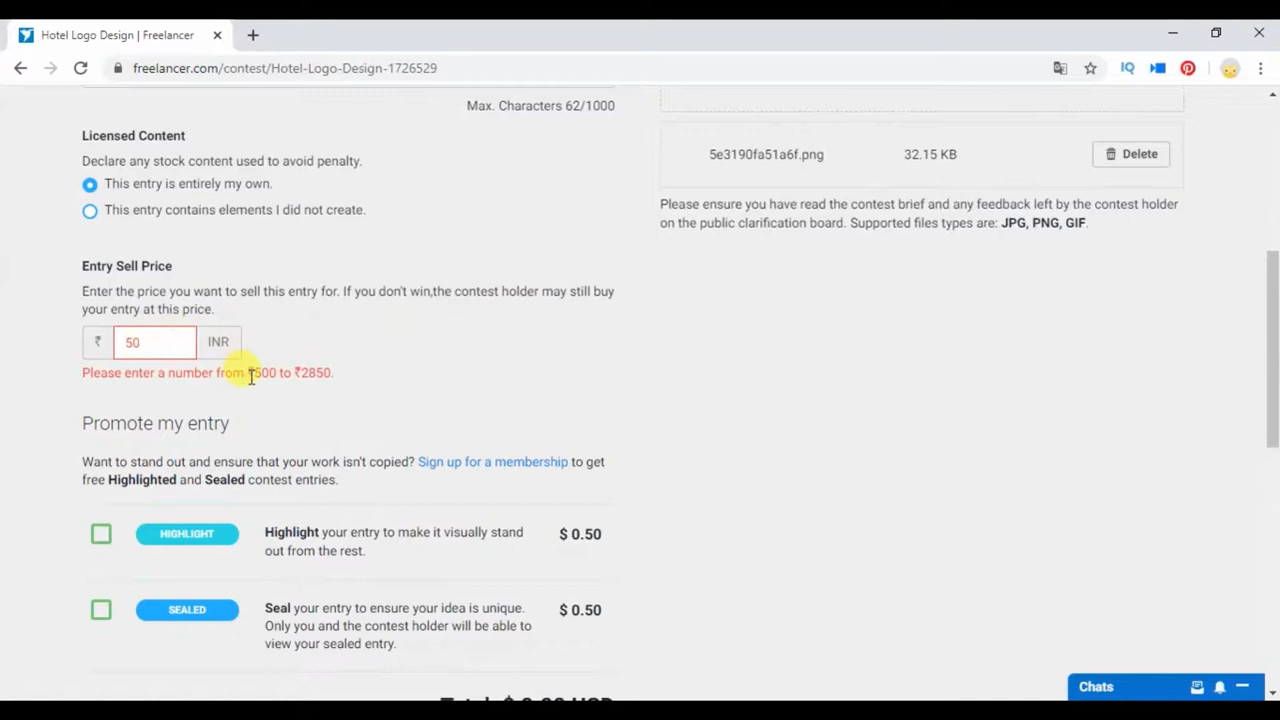 Hotel Logo Design | Freelancer
freelancer.com/contest/Hotel-Logo-Design-1726529
IQ
Max. Characters 62/1000
Licensed Content
Declare any stock content used to avoid penalty.
This entry is entirely my own.
This entry contains elements I did not create.
Entry Sell Price
Enter the price you want to sell this entry for. If you don't win,the contest holder may still buy
your entry at this price.
₹ 50 INR
Please enter a number from ₹500 to ₹2850.
Promote my entry
Want to stand out and ensure that your work isn't copied? Sign up for a membership to get
free Highlighted and Sealed contest entries.
HIGHLIGHT Highlight your entry to make it visually stand $ 0.50
out from the rest.
SEALED Seal your entry to ensure your idea is unique. $ 0.50
Only you and the contest holder will be able to
view your sealed entry.
5e3190fa51a6f.png 32.15 KB Delete
Please ensure you have read the contest brief and any feedback left by the contest holder
on the public clarification board. Supported files types are: JPG, PNG, GIF.
Chats